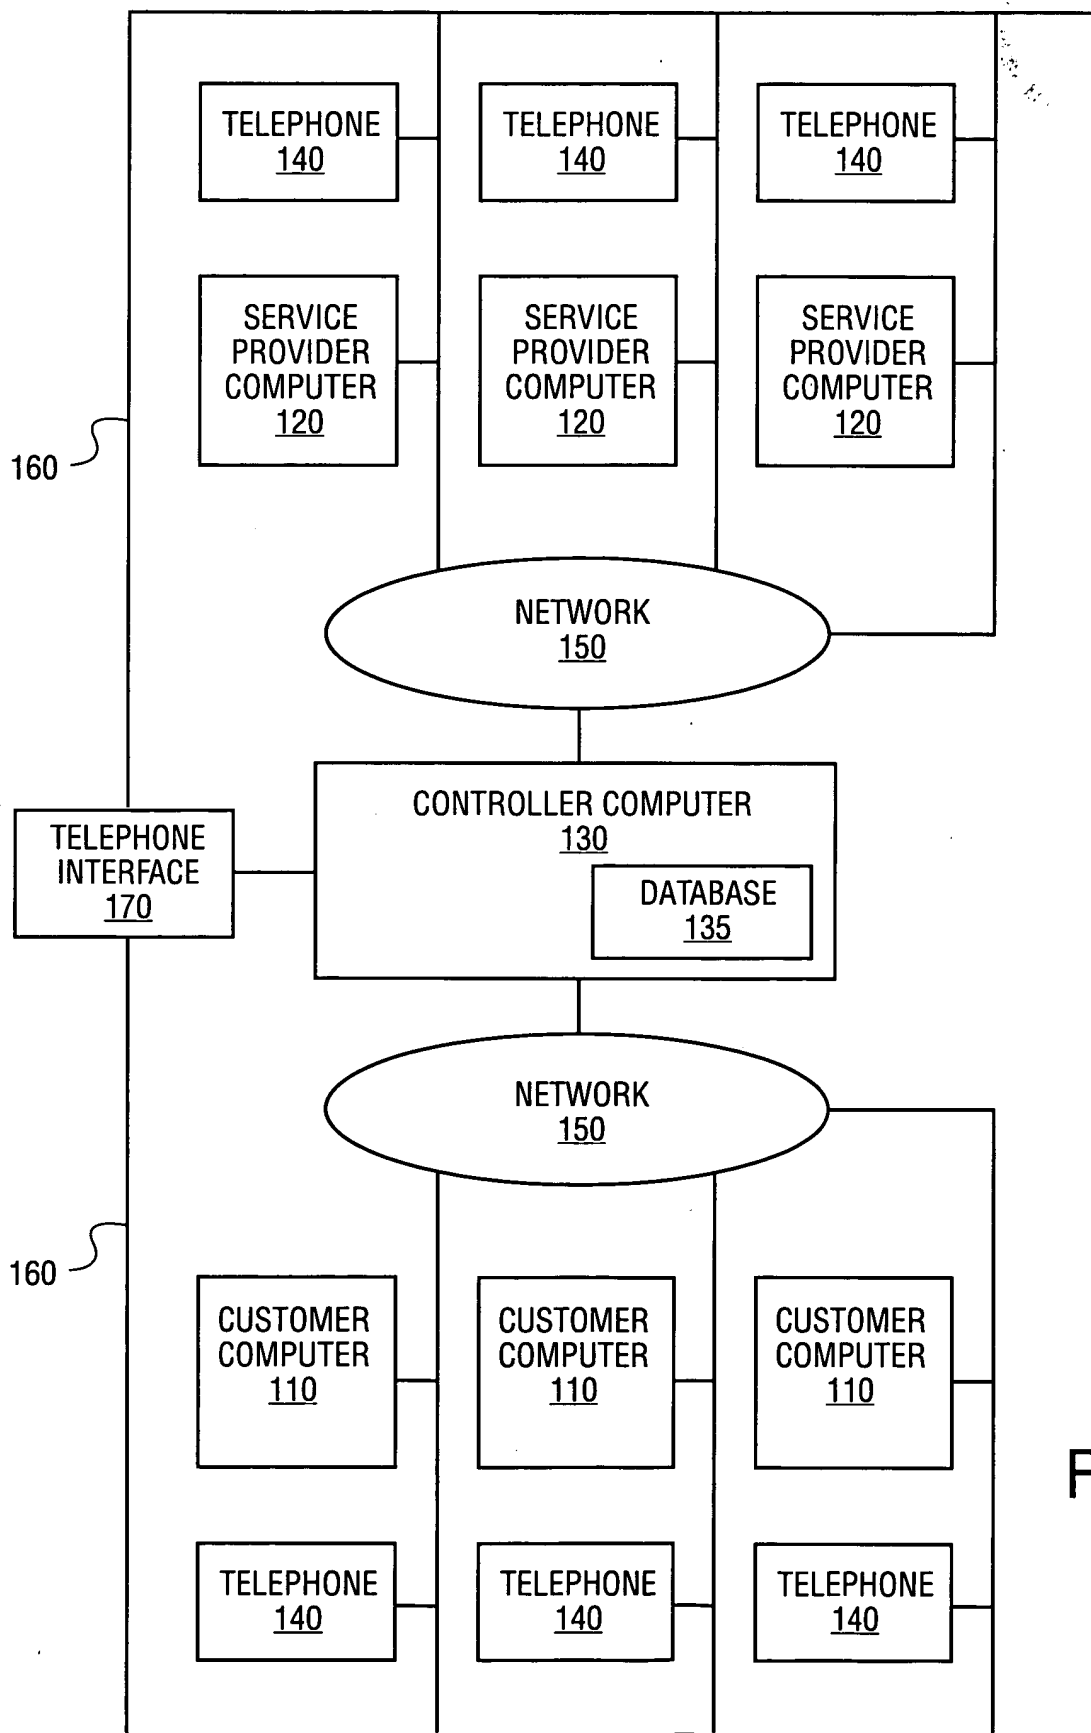 TELEPHONE
140
TELEPHONE
140
TELEPHONE
140
SERVICE
PROVIDER
COMPUTER
120
SERVICE
PROVIDER
COMPUTER
120
SERVICE
PROVIDER
COMPUTER
120
160
NETWORK
150
CONTROLLER COMPUTER
130
DATABASE
135
TELEPHONE
INTERFACE
170
NETWORK
150
160
CUSTOMER
COMPUTER
110
CUSTOMER
COMPUTER
110
CUSTOMER
COMPUTER
110
TELEPHONE
140
TELEPHONE
140
TELEPHONE
140